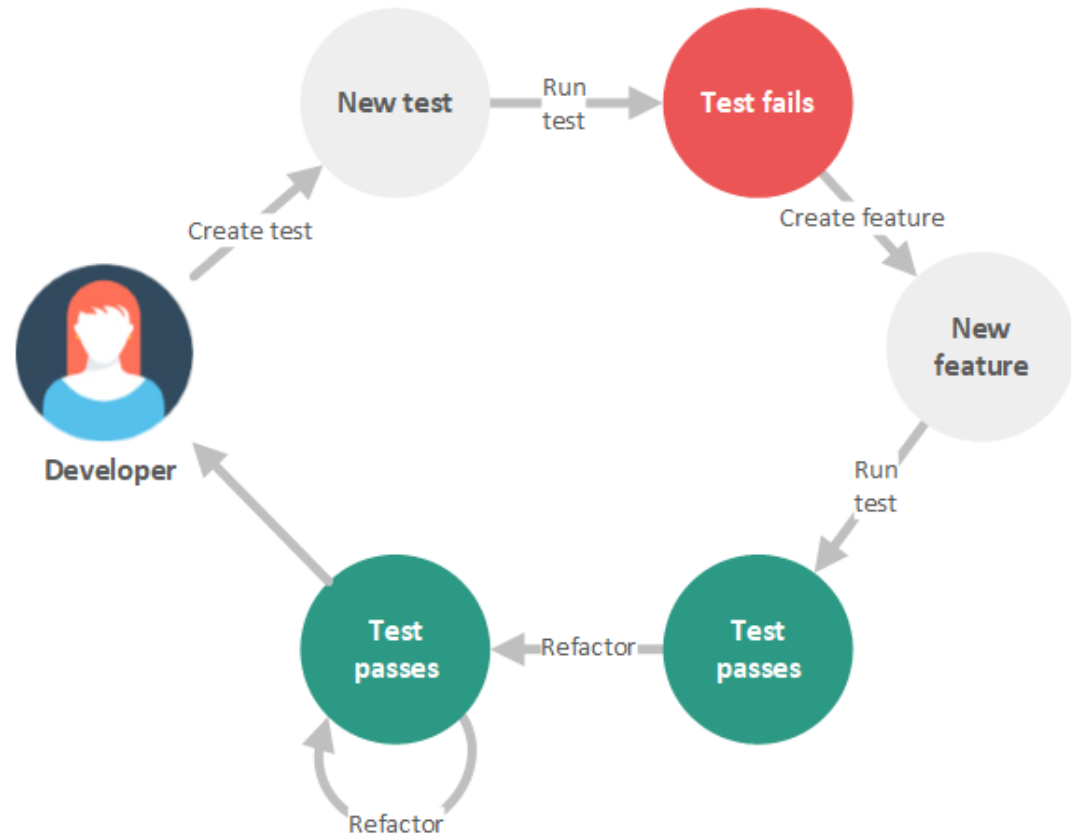 New test
Run
test
Test fails
Create test
Create feature
New
feature
Developer
Run
test
Test
passes
Refactor
Test
passes
Refactor